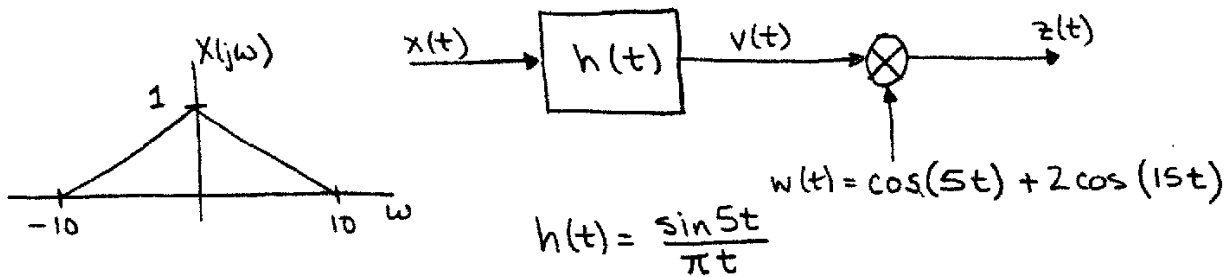 X(jω)
1
-10
10
ω
x(t)
h(t)
v(t)
z(t)
w(t) = cos(5t) + 2cos(15t)
h(t) = sin5t / πt